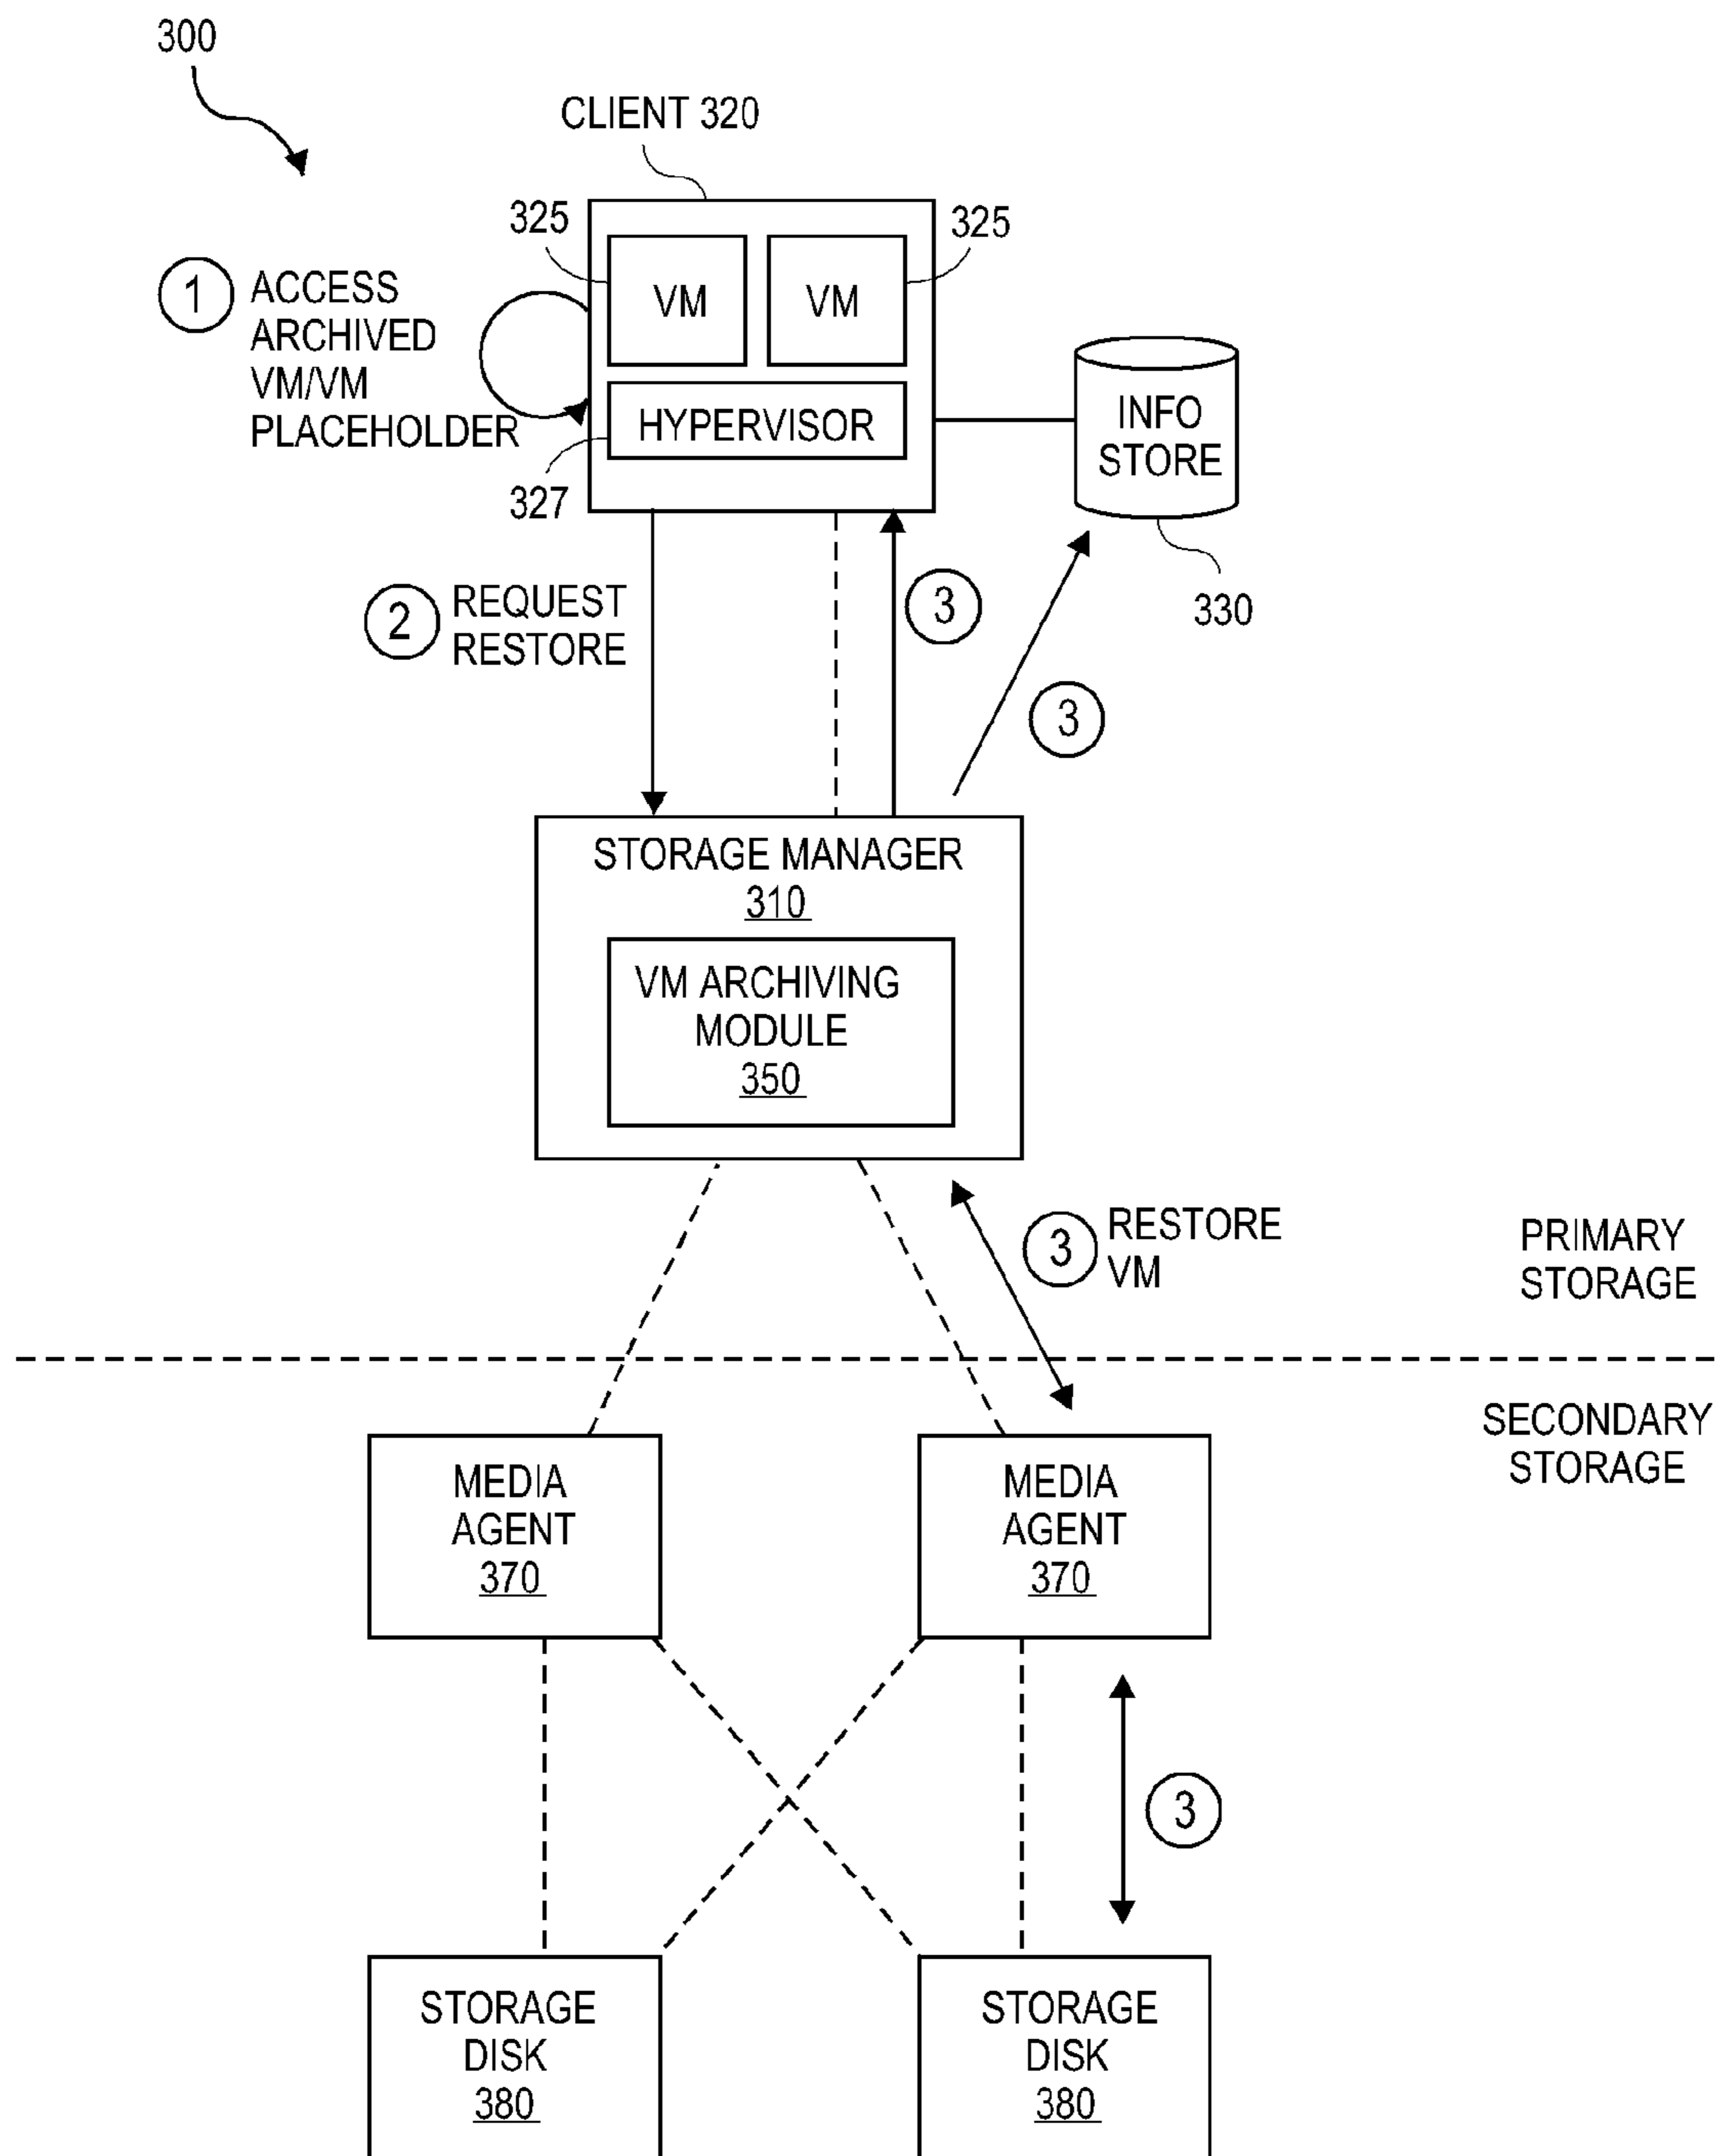 300
CLIENT 320
325
325
VM
VM
1
ACCESS
ARCHIVED
VM/VM
PLACEHOLDER
HYPERVISOR
327
INFO
STORE
330
2
REQUEST
RESTORE
3
3
STORAGE MANAGER
310
VM ARCHIVING
MODULE
350
3
RESTORE
VM
PRIMARY
STORAGE
SECONDARY
STORAGE
MEDIA
AGENT
370
MEDIA
AGENT
370
3
STORAGE
DISK
380
STORAGE
DISK
380